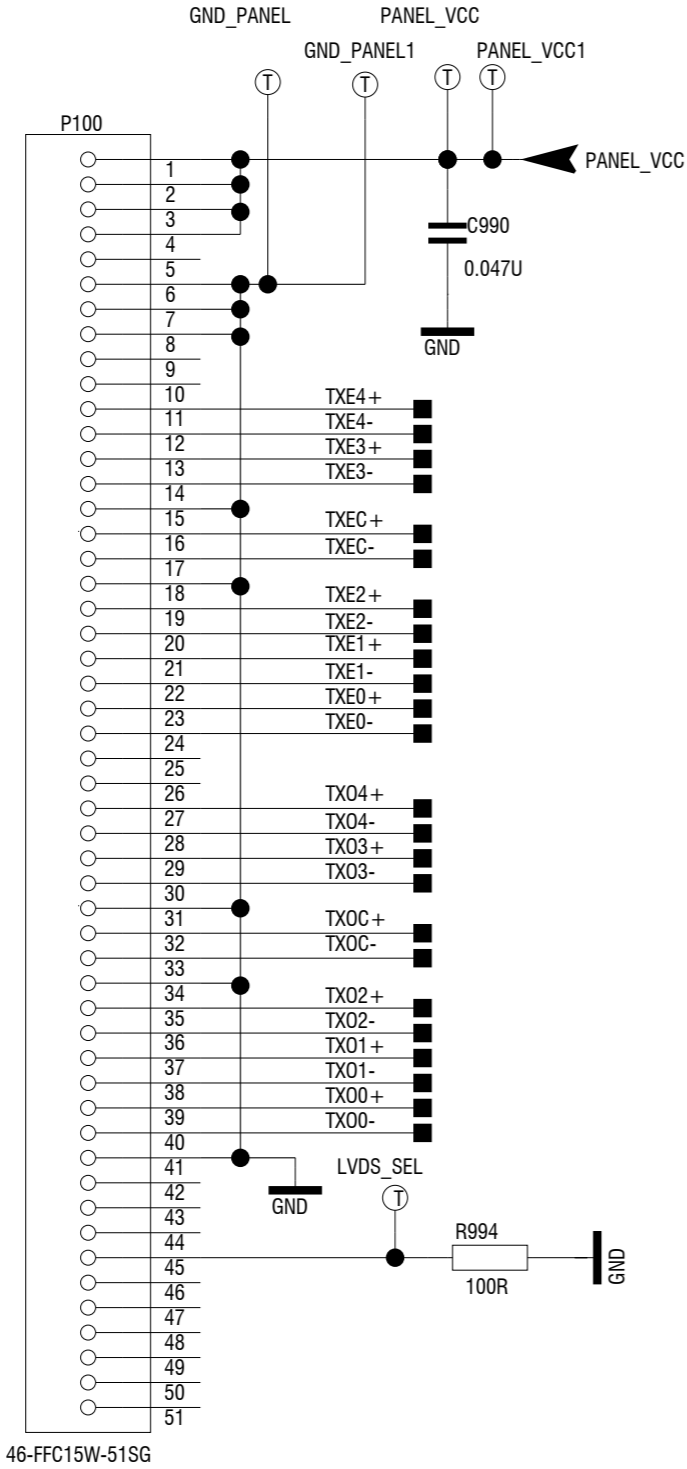 GND_PANEL PANEL_VCC
GND_PANEL1 PANEL_VCC1
T T T T
P100
PANEL_VCC
1
2
3
C990
4
5
0.047U
6
7
8
GND
9
10
TXE4+
11
TXE4-
12
TXE3+
13
TXE3-
14
15
TXEC+
16
TXEC-
17
18
TXE2+
19
TXE2-
20
TXE1+
21
TXE1-
22
TXE0+
23
TXE0-
24
25
26
TXO4+
27
TXO4-
28
TXO3+
29
TXO3-
30
31
TXOC+
32
TXOC-
33
34
TXO2+
35
TXO2-
36
TXO1+
37
TXO1-
38
TXO0+
39
TXO0-
40
41
LVDS_SEL
42
T
GND
43
44
R994
45
GND
100R
46
47
48
49
50
51
46-FFC15W-51SG